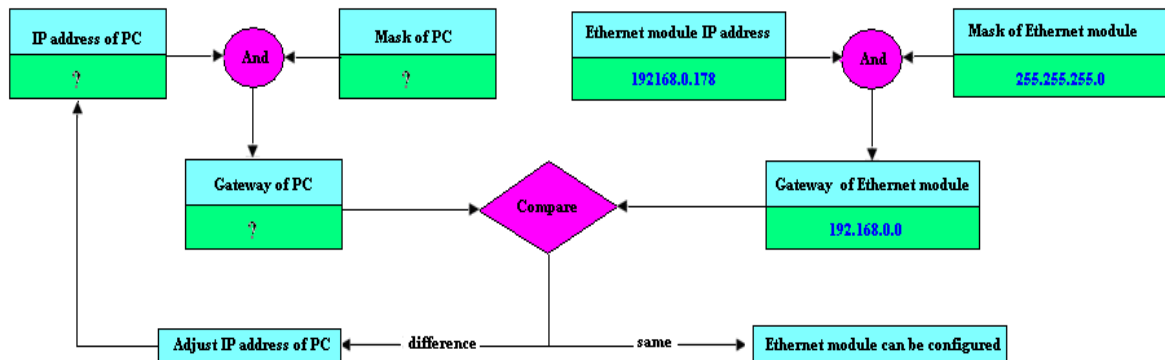 IP address of PC
?
And
Mask of PC
?
Ethernet module IP address
192168.0.178
And
Mask of Ethernet module
255.255.255.0
Gateway of PC
?
Compare
Gateway of Ethernet module
192.168.0.0
Adjust IP address of PC
difference
same
Ethernet module can be configured